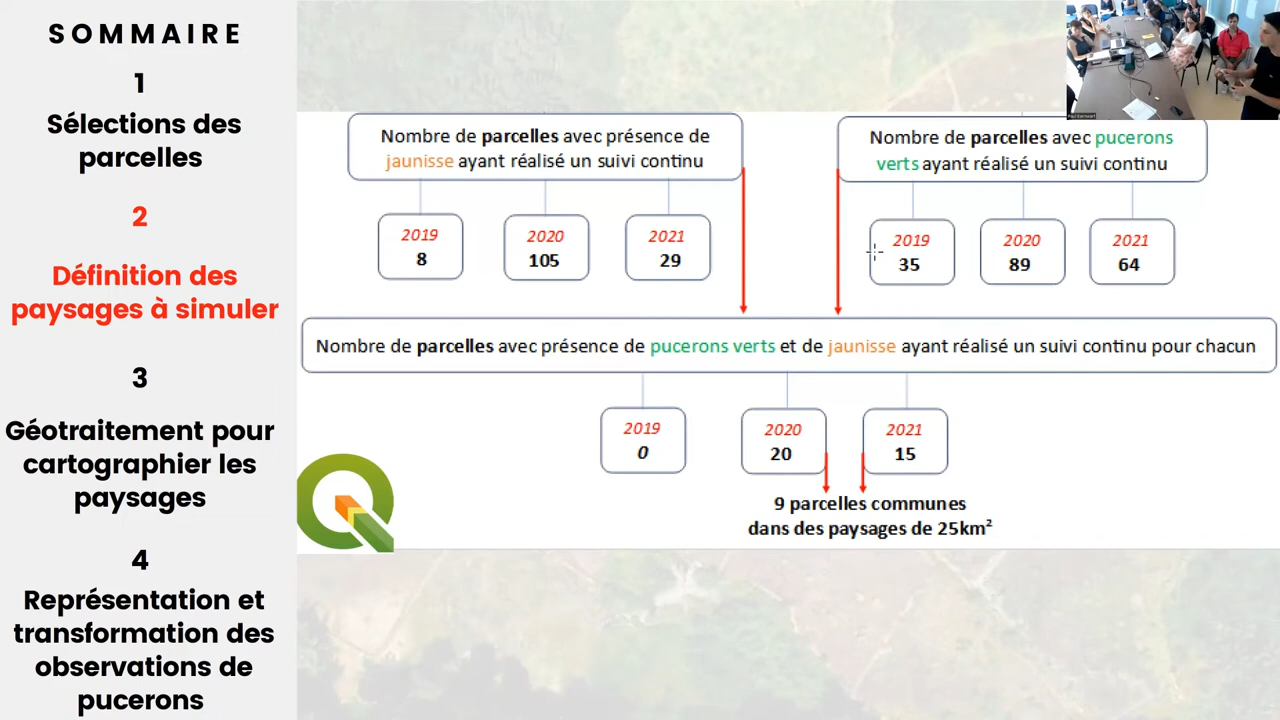 SOMMAIRE
1
Sélections des
parcelles
2
Définition des
paysages à simuler
3
Géotraitement pour
cartographier les
paysages
4
Représentation et
transformation des
observations de
pucerons
Nombre de parcelles avec présence de
jaunisse ayant réalisé un suivi continu
2019
8
2020
105
2021
29
Nombre de parcelles avec pucerons
verts ayant réalisé un suivi continu
2019
35
2020
89
2021
64
Nombre de parcelles avec présence de pucerons verts et de jaunisse ayant réalisé un suivi continu pour chacun
2019
0
2020
20
2021
15
9 parcelles communes
dans des paysages de 25km²